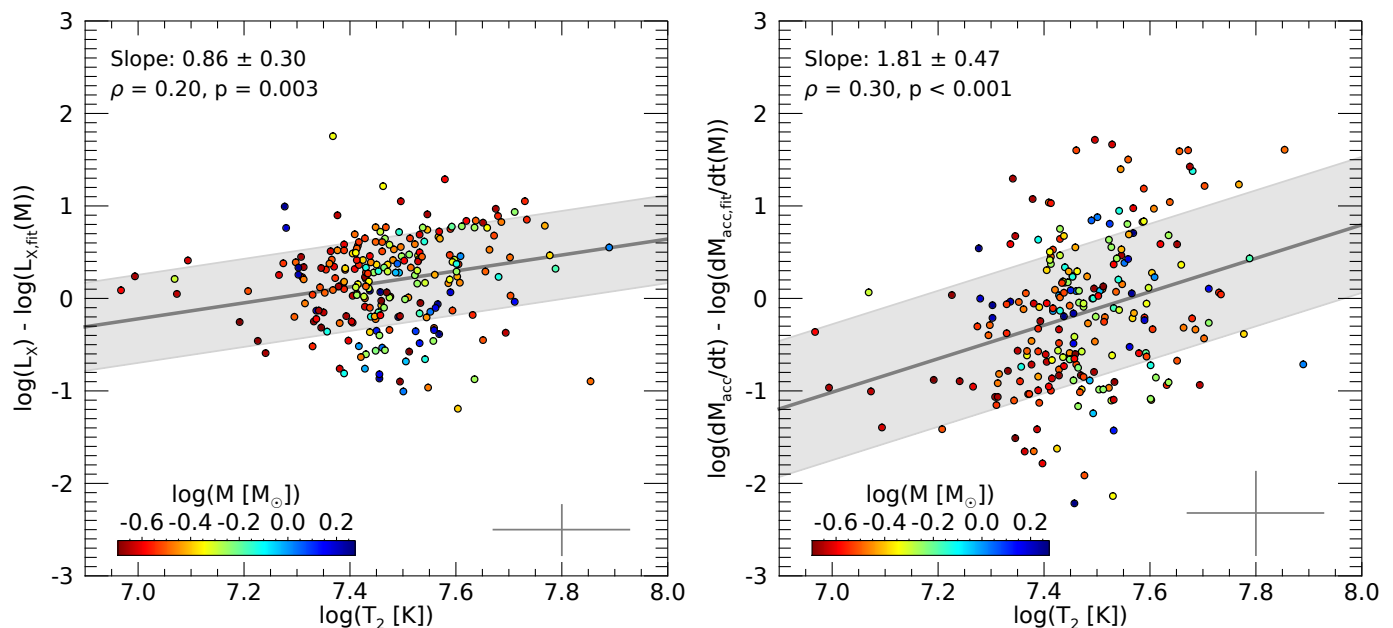 3
2
1
0
-1
-2
-3
log(L_X) - log(L_X,fit(M))
Slope: 0.86 ± 0.30
ρ = 0.20, p = 0.003
log(M [M_⊙])
-0.6 -0.4 -0.2 0.0 0.2
7.0 7.2 7.4 7.6 7.8 8.0
log(T_2 [K])
3
2
1
0
-1
-2
-3
log(dM_acc/dt) - log(dM_acc,fit/dt(M))
Slope: 1.81 ± 0.47
ρ = 0.30, p < 0.001
log(M [M_⊙])
-0.6 -0.4 -0.2 0.0 0.2
7.0 7.2 7.4 7.6 7.8 8.0
log(T_2 [K])